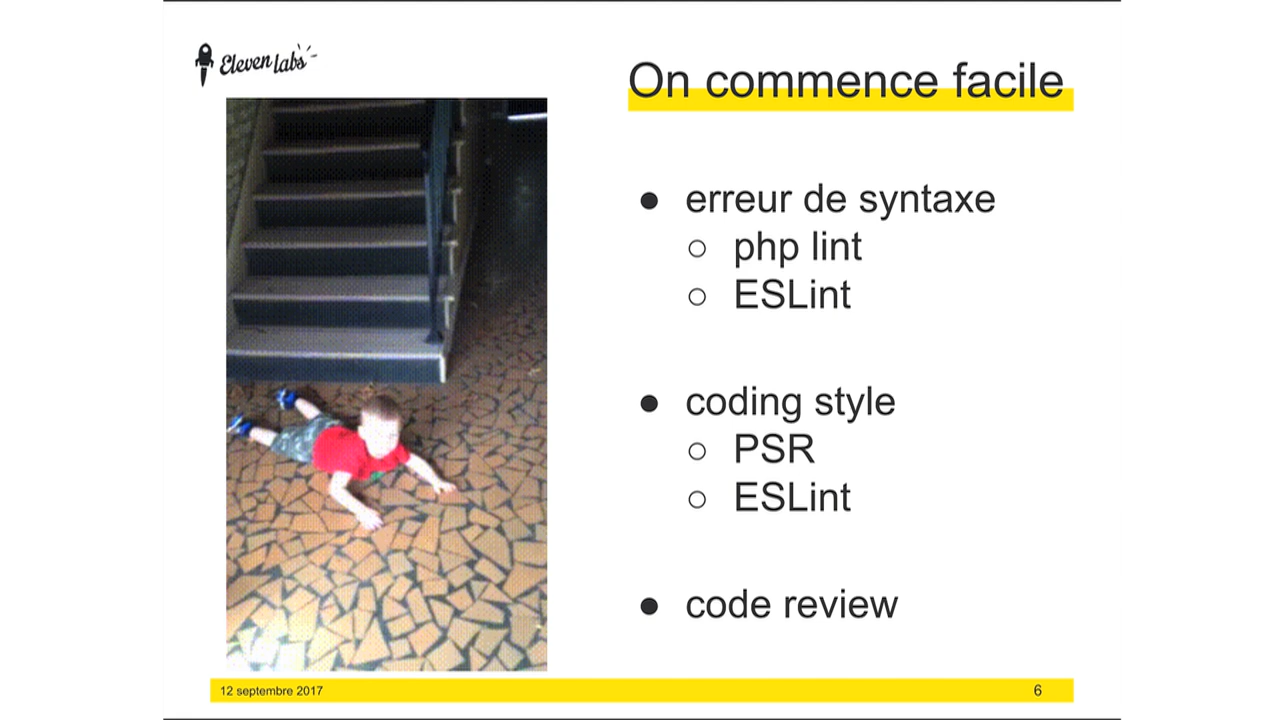 Eleven labs
On commence facile
● erreur de syntaxe
○ php lint
○ ESLint
● coding style
○ PSR
○ ESLint
● code review
12 septembre 2017
6